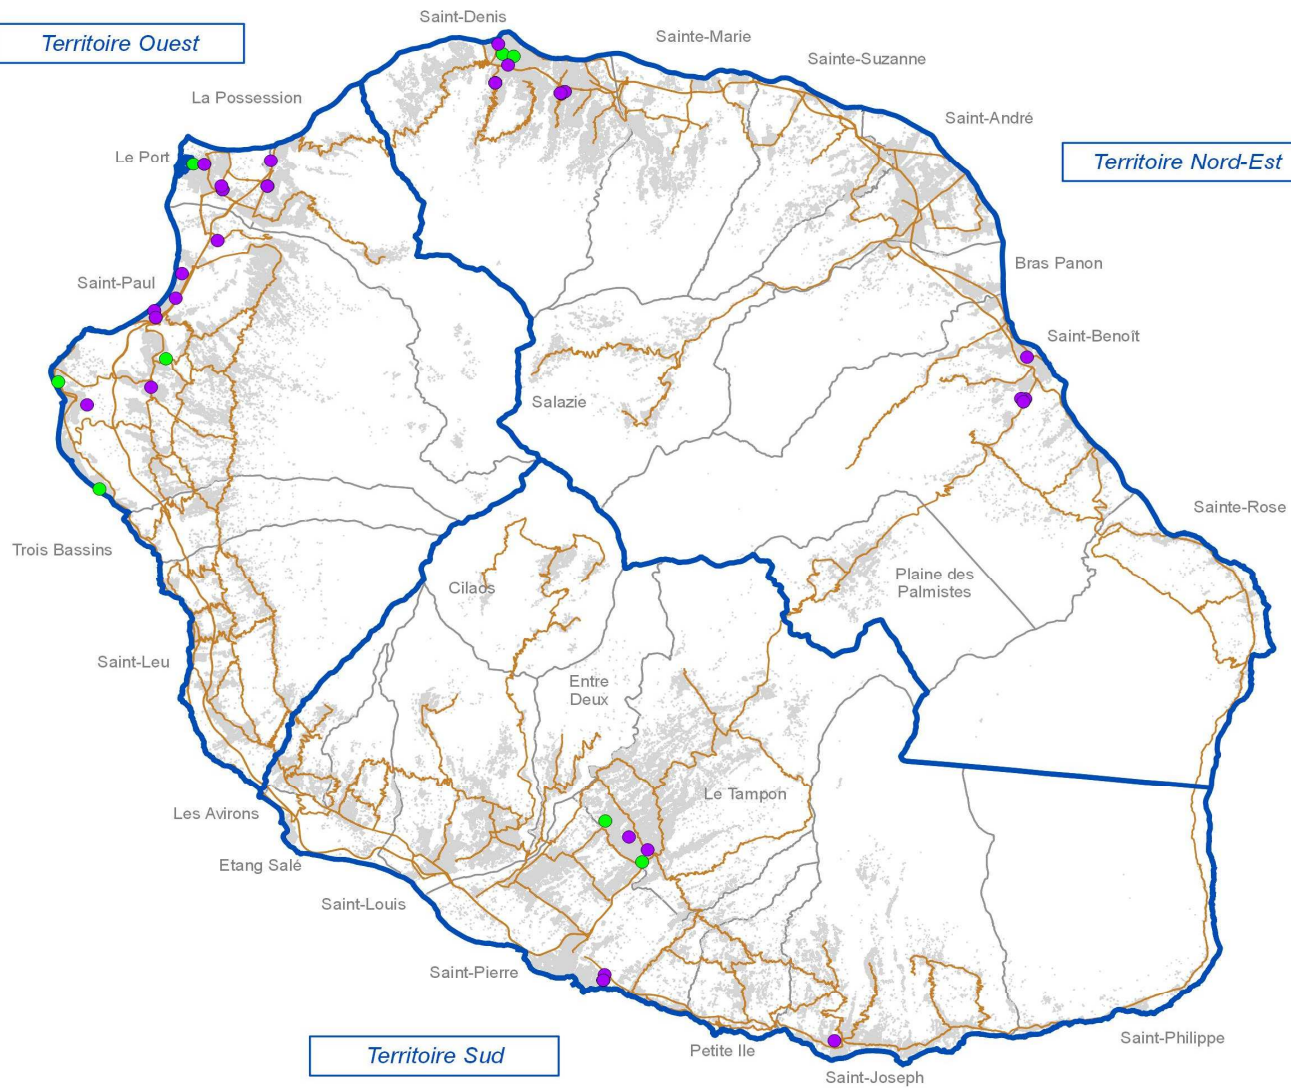 Saint-Denis
Territoire Ouest
Sainte-Marie
Sainte-Suzanne
La Possession
Saint-André
Le Port
Territoire Nord-Est
Bras Panon
Saint-Paul
Saint-Benoît
Salazie
Sainte-Rose
Trois Bassins
Cilaos
Plaine des
Palmistes
Saint-Leu
Entre
Deux
Le Tampon
Les Avirons
Etang Salé
Saint-Louis
Saint-Pierre
Saint-Philippe
Territoire Sud
Petite Ile
Saint-Joseph